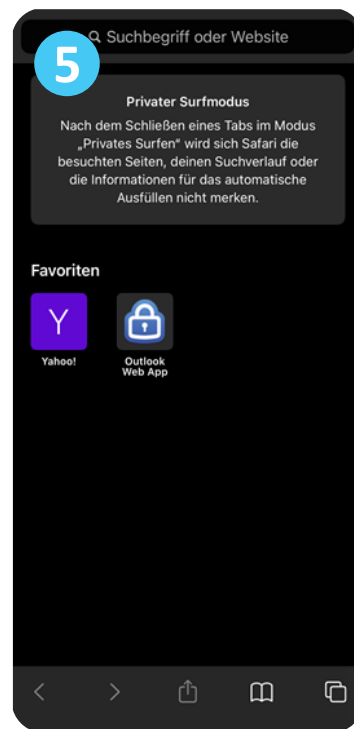 5
Suchbegriff oder Website
Privater Surfmodus
Nach dem Schließen eines Tabs im Modus
„Privates Surfen“ wird sich Safari die
besuchten Seiten, deinen Suchverlauf oder
die Informationen für das automatische
Ausfüllen nicht merken.
Favoriten
Y
Yahoo!
Outlook
Web App